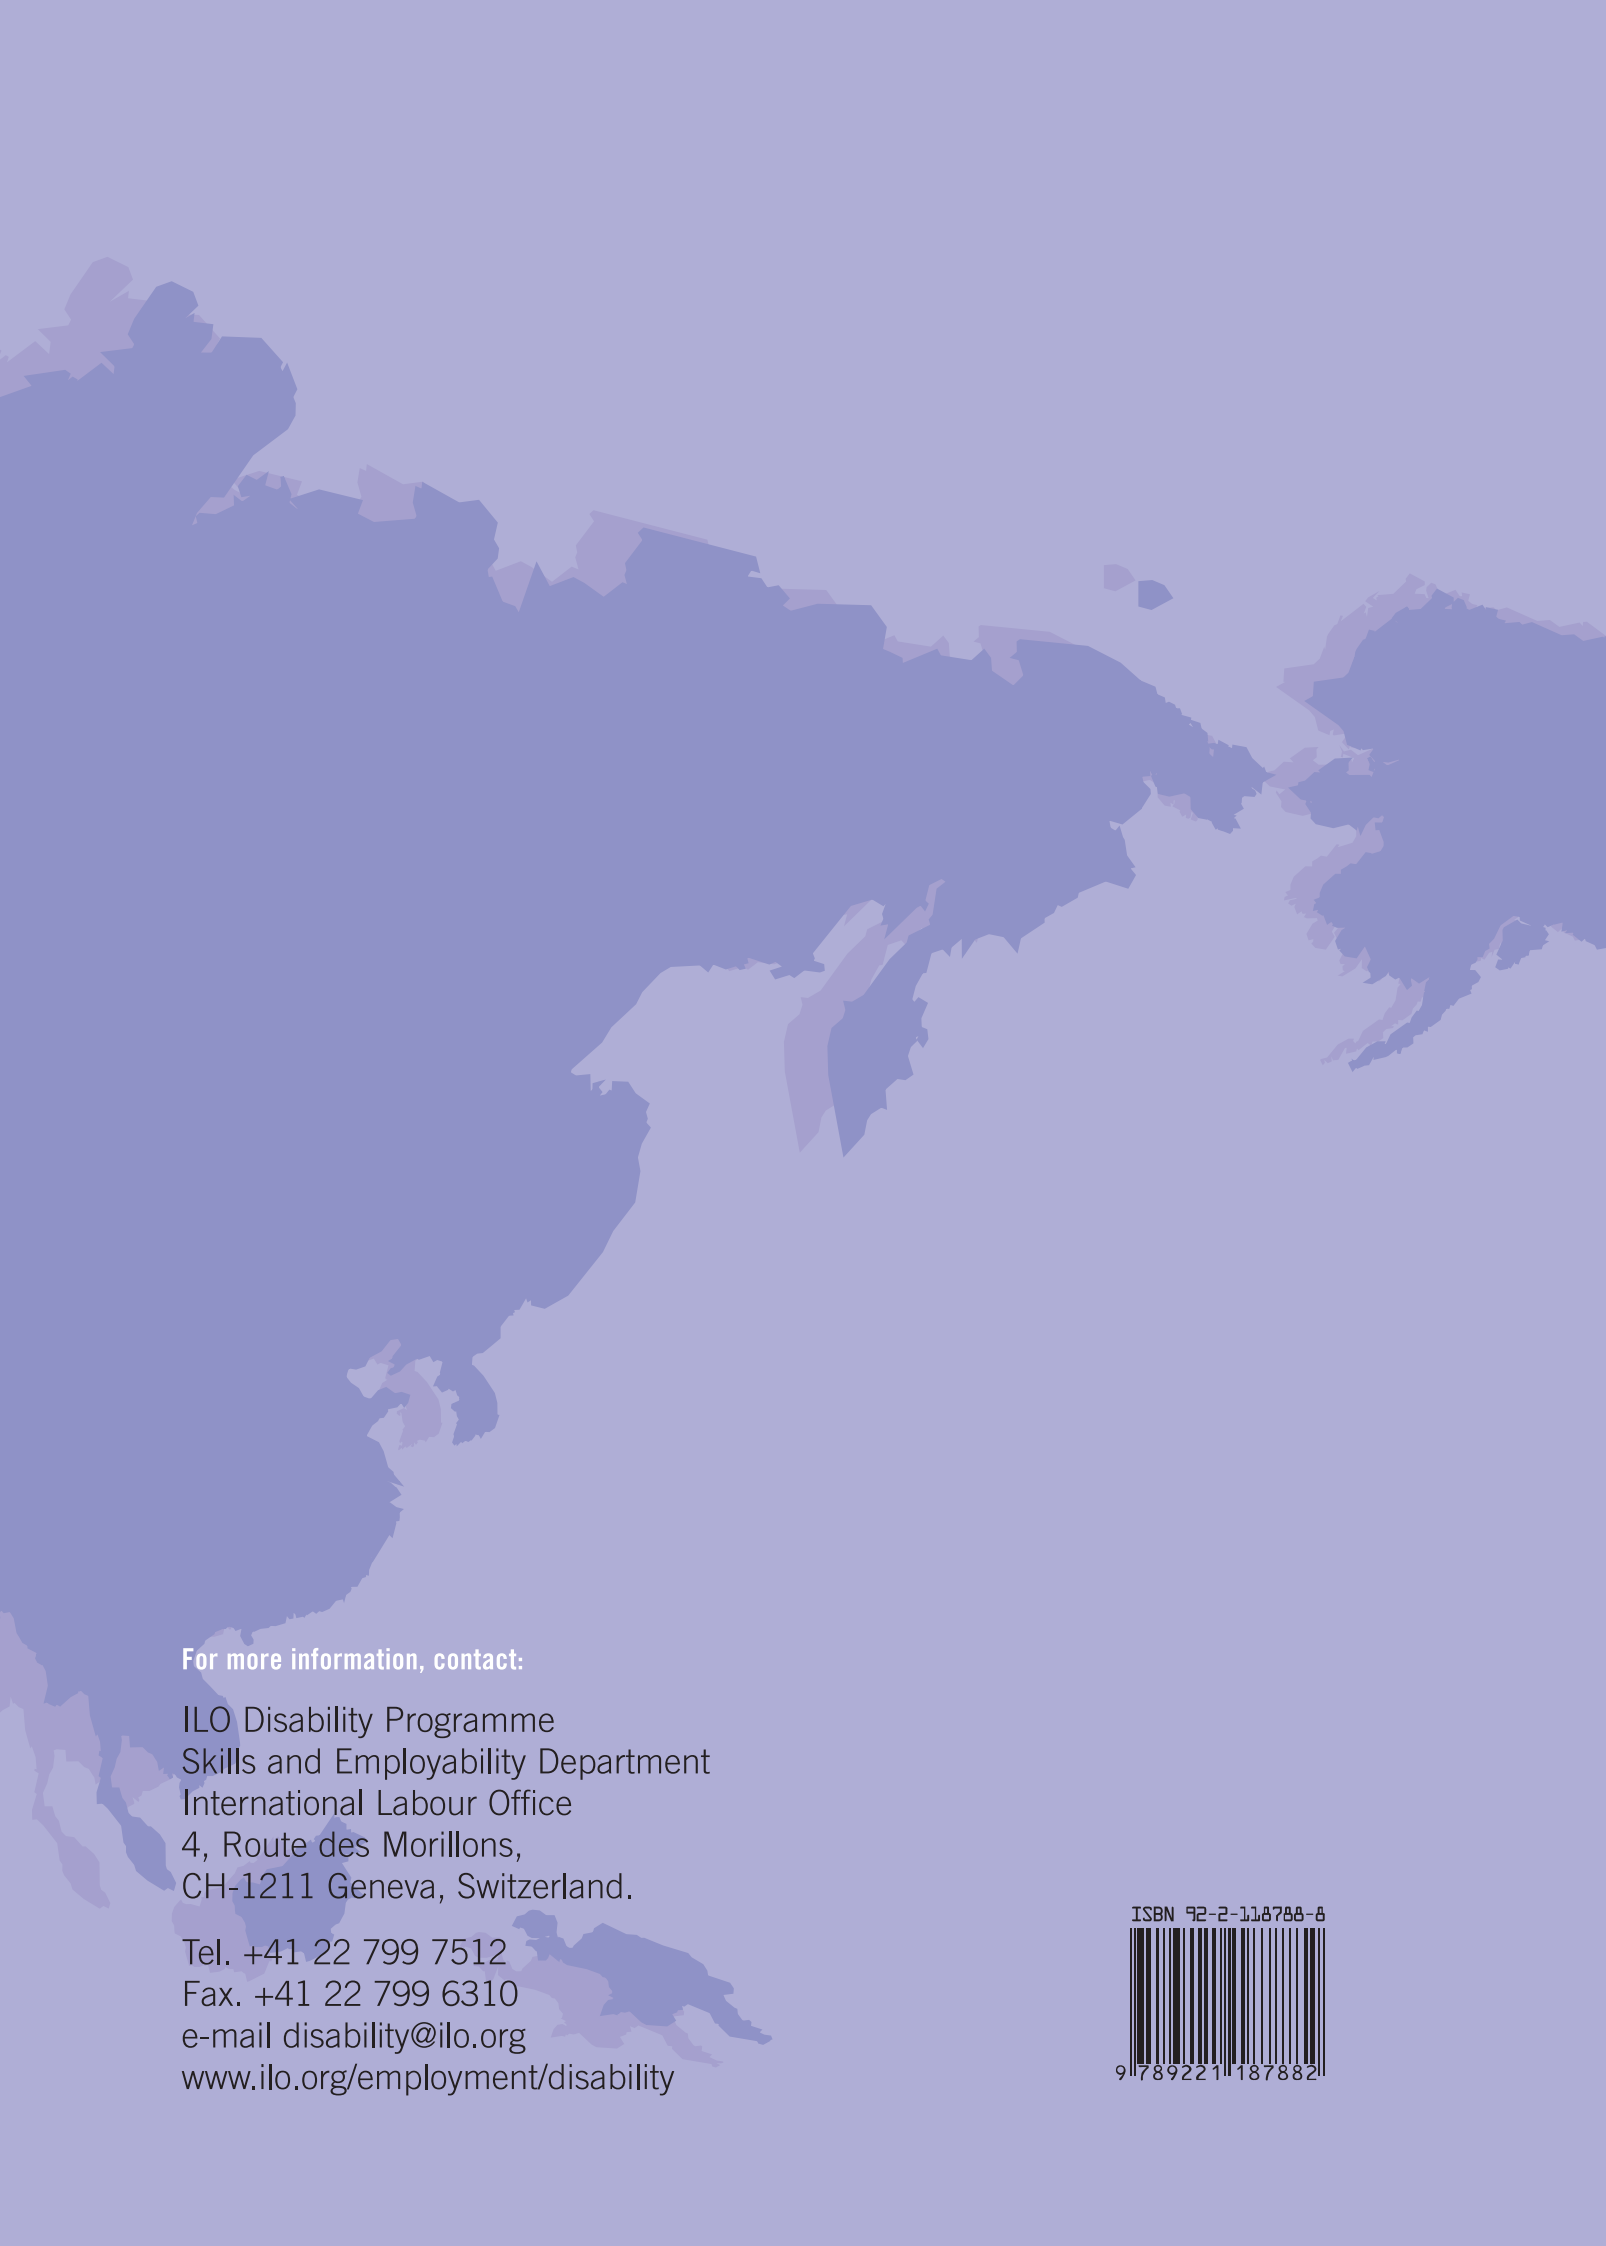 For more information, contact:
ILO Disability Programme
Skills and Employability Department
International Labour Office
4, Route des Morillons,
CH-1211 Geneva, Switzerland.
Tel. +41 22 799 7512
Fax. +41 22 799 6310
e-mail disability@ilo.org
www.ilo.org/employment/disability
ISBN 92-2-118788-8
9 789221 187882